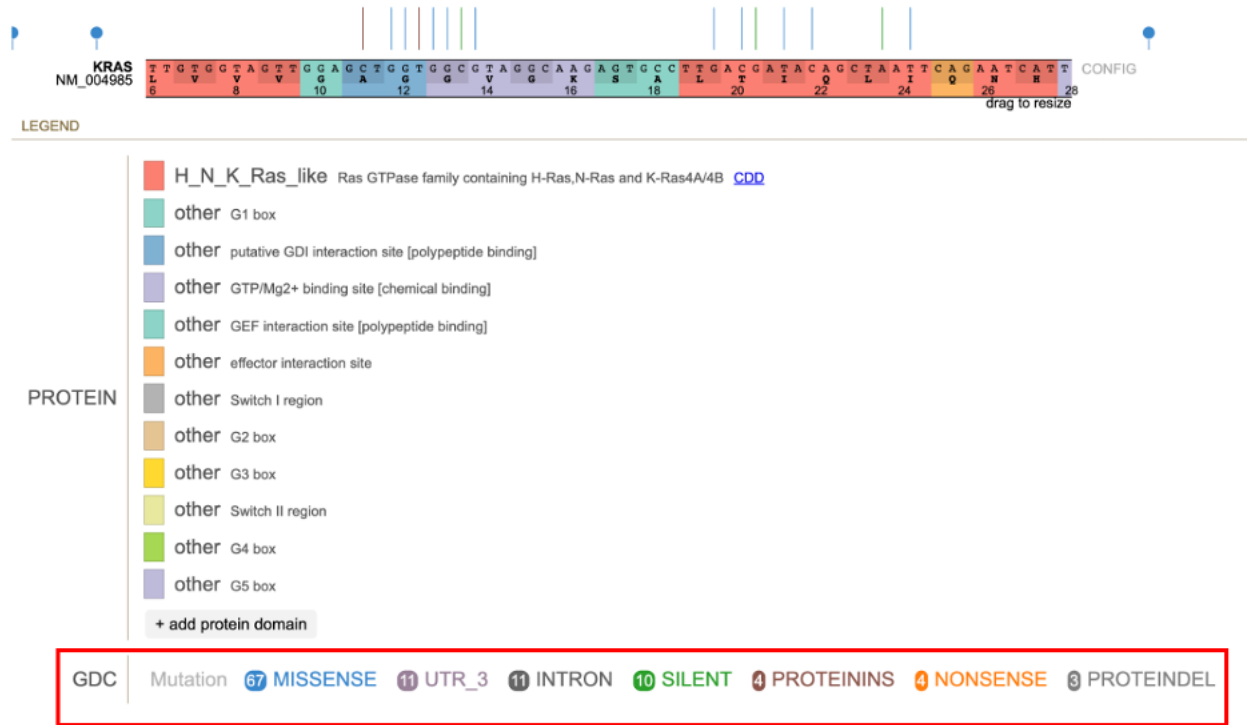 KRAS
NM_004985
T T G T G G T A G T T G G A G C T G G T G G C G T A G G C A A G A G T G C C T T G A C G A T A C A G C T A A T T C A G A A T C A T T
L V V V G A G G V G K S A L T I Q L I Q N H
6 8 10 12 14 16 18 20 22 24 26 28
CONFIG
drag to resize
LEGEND
PROTEIN
H_N_K_Ras_like Ras GTPase family containing H-Ras,N-Ras and K-Ras4A/4B CDD
other G1 box
other putative GDI interaction site [polypeptide binding]
other GTP/Mg2+ binding site [chemical binding]
other GEF interaction site [polypeptide binding]
other effector interaction site
other Switch I region
other G2 box
other G3 box
other Switch II region
other G4 box
other G5 box
+ add protein domain
GDC Mutation 67 MISSENSE 11 UTR_3 11 INTRON 10 SILENT 4 PROTEININS 4 NONSENSE 3 PROTEINDEL